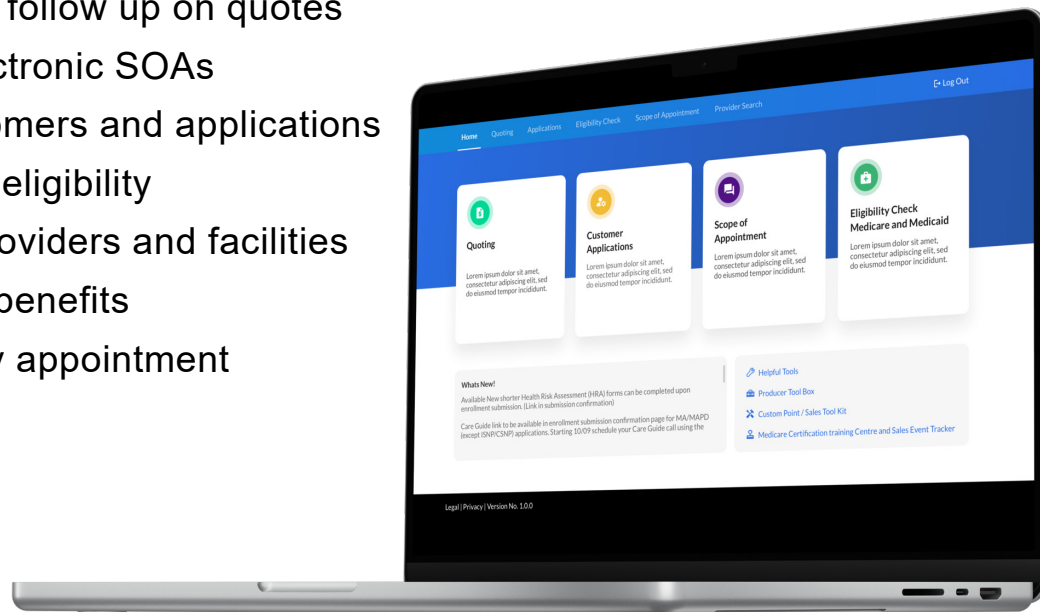 follow up on quotes
ctronic SOAs
omers and applications
eligibility
oviders and facilities
benefits
appointment
Home Quoting Applications Eligibility Check Scope of Appointment Provider Search
Log Out
Quoting
Lorem ipsum dolor sit amet,
consectetur adipiscing elit, sed
do eiusmod tempor incididunt.
Customer
Applications
Lorem ipsum dolor sit amet,
consectetur adipiscing elit, sed
do eiusmod tempor incididunt.
Scope of
Appointment
Lorem ipsum dolor sit amet,
consectetur adipiscing elit, sed
do eiusmod tempor incididunt.
Eligibility Check
Medicare and Medicaid
Lorem ipsum dolor sit amet,
consectetur adipiscing elit, sed
do eiusmod tempor incididunt.
Whats New!
Available New shorter Health Risk Assessment (HRA) forms can be completed upon
enrollment submission. (Link in submission confirmation)
Care Guide link to be available in enrollment submission confirmation page for MA/MAPD
(except ISNP/CSNP) applications. Starting 10/09 schedule your Care Guide call using the
Helpful Tools
Producer Tool Box
Custom Point / Sales Tool Kit
Medicare Certification training Centre and Sales Event Tracker
Legal | Privacy | Version No. 1.0.0